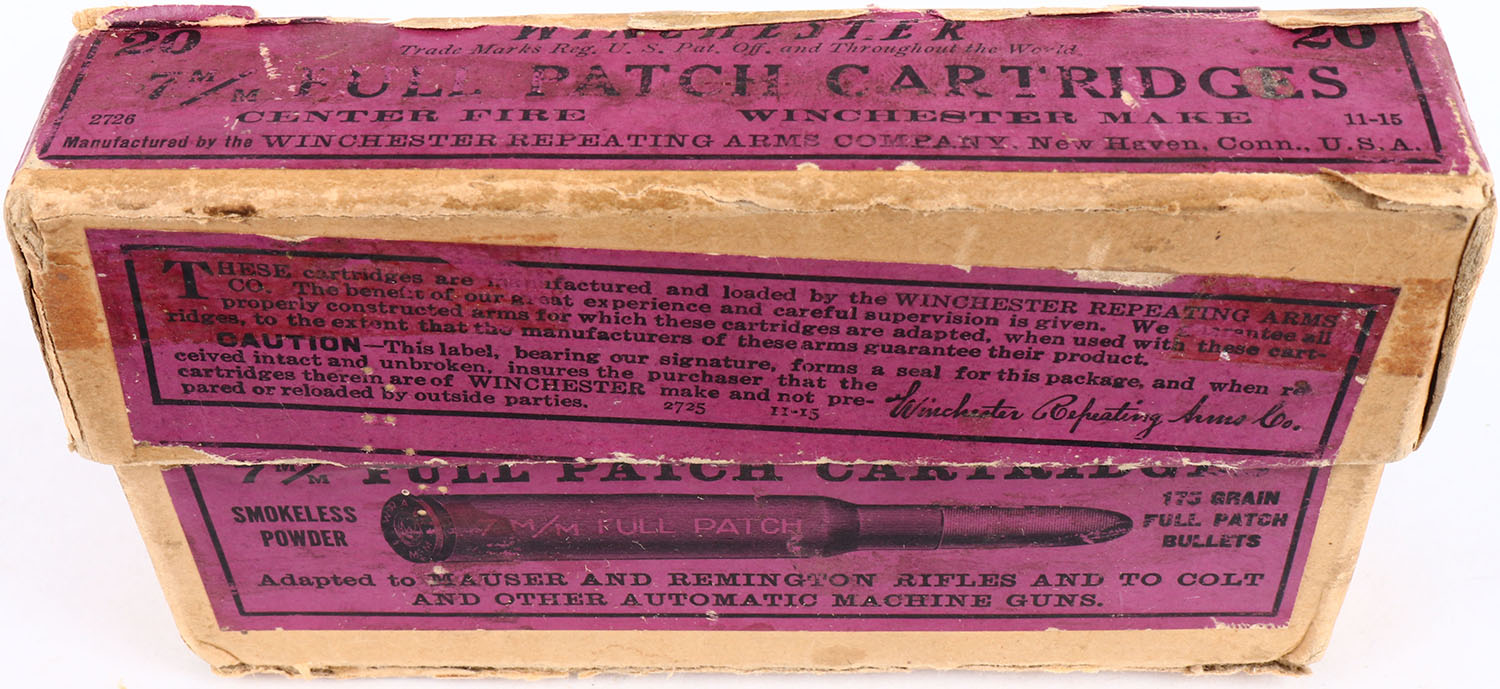 20 WINCHESTER 20
Trade Marks Reg. U. S. Pat. Off. and Throughout the World
7 M/M FULL PATCH CARTRIDGES
CENTER FIRE WINCHESTER MAKE
2726 11-15
Manufactured by the WINCHESTER REPEATING ARMS COMPANY, New Haven, Conn., U.S.A.
THESE cartridges are manufactured and loaded by the WINCHESTER REPEATING ARMS
CO. The benefit of our great experience and careful supervision is given. We guarantee all
properly constructed arms for which these cartridges are adapted, when used with these cart-
ridges, to the extent that the manufacturers of these arms guarantee their product.
CAUTION—This label, bearing our signature, forms a seal for this package, and when re-
ceived intact and unbroken, insures the purchaser that the
cartridges therein are of WINCHESTER make and not pre-
pared or reloaded by outside parties. 2725 11-15
Winchester Repeating Arms Co.
7 M/M FULL PATCH CARTRIDGES
SMOKELESS
POWDER
7 M/M FULL PATCH
175 GRAIN
FULL PATCH
BULLETS
Adapted to MAUSER AND REMINGTON RIFLES AND TO COLT
AND OTHER AUTOMATIC MACHINE GUNS.